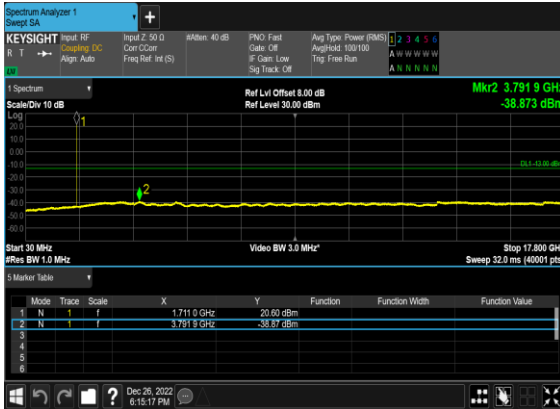 Spectrum Analyzer 1
Swept SA
+
KEYSIGHT Input: RF Input Z: 50 Ω #Atten: 40 dB PNO: Fast Avg Type: Power (RMS) 1 2 3 4 5 6
R T Coupling: DC Corr CCorr Gate: Off Avg|Hold: 100/100 A W W W W W
Align: Auto Freq Ref: Int (S) IF Gain: Low Trig: Free Run
Sig Track: Off A N N N N N
1 Spectrum
Ref Lvl Offset 8.00 dB Mkr2 3.791 9 GHz
Scale/Div 10 dB Ref Level 30.00 dBm -38.873 dBm
Log
20.0
10.0
0.00
-10.0
DL1 -13.00 dBm
-20.0
-30.0
-40.0
-50.0
-60.0
1
2
Start 30 MHz Video BW 3.0 MHz* Stop 17.800 GHz
#Res BW 1.0 MHz Sweep 32.0 ms (40001 pts)
5 Marker Table
Mode Trace Scale X Y Function Function Width Function Value
1 N 1 f 1.711 0 GHz 20.60 dBm
2 N 1 f 3.791 9 GHz -38.87 dBm
3
4
5
6
? Dec 26, 2022
6:15:17 PM